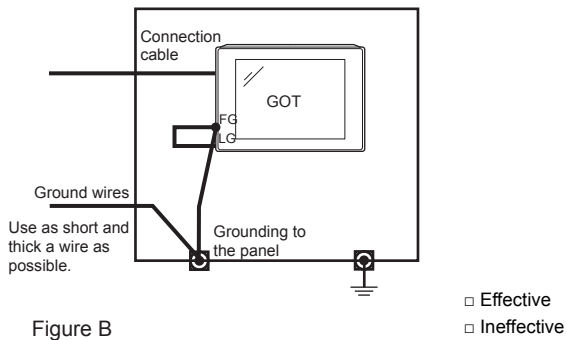 Connection
cable
GOT
FG
LG
Ground wires
Use as short and
thick a wire as
possible.
Grounding to
the panel
□ Effective
□ Ineffective
Figure B